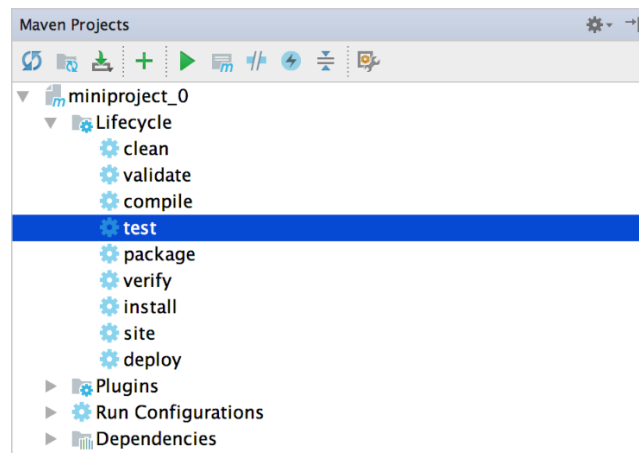 Maven Projects
miniproject_0
Lifecycle
clean
validate
compile
test
package
verify
install
site
deploy
Plugins
Run Configurations
Dependencies